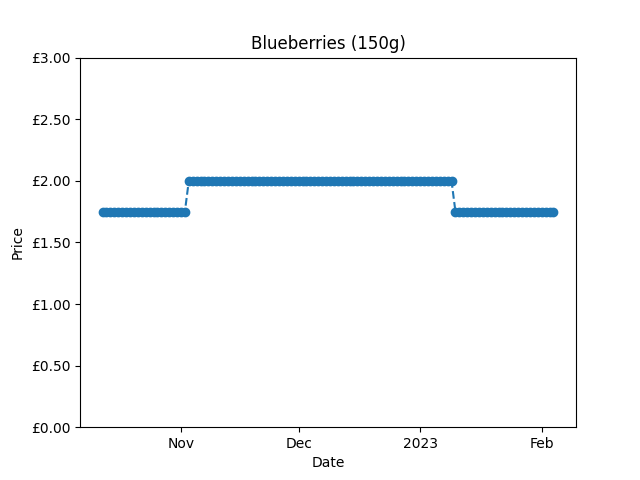 Blueberries (150g)
£3.00
£2.50
£2.00
£1.50
£1.00
£0.50
£0.00
Price
Nov
Dec
2023
Feb
Date